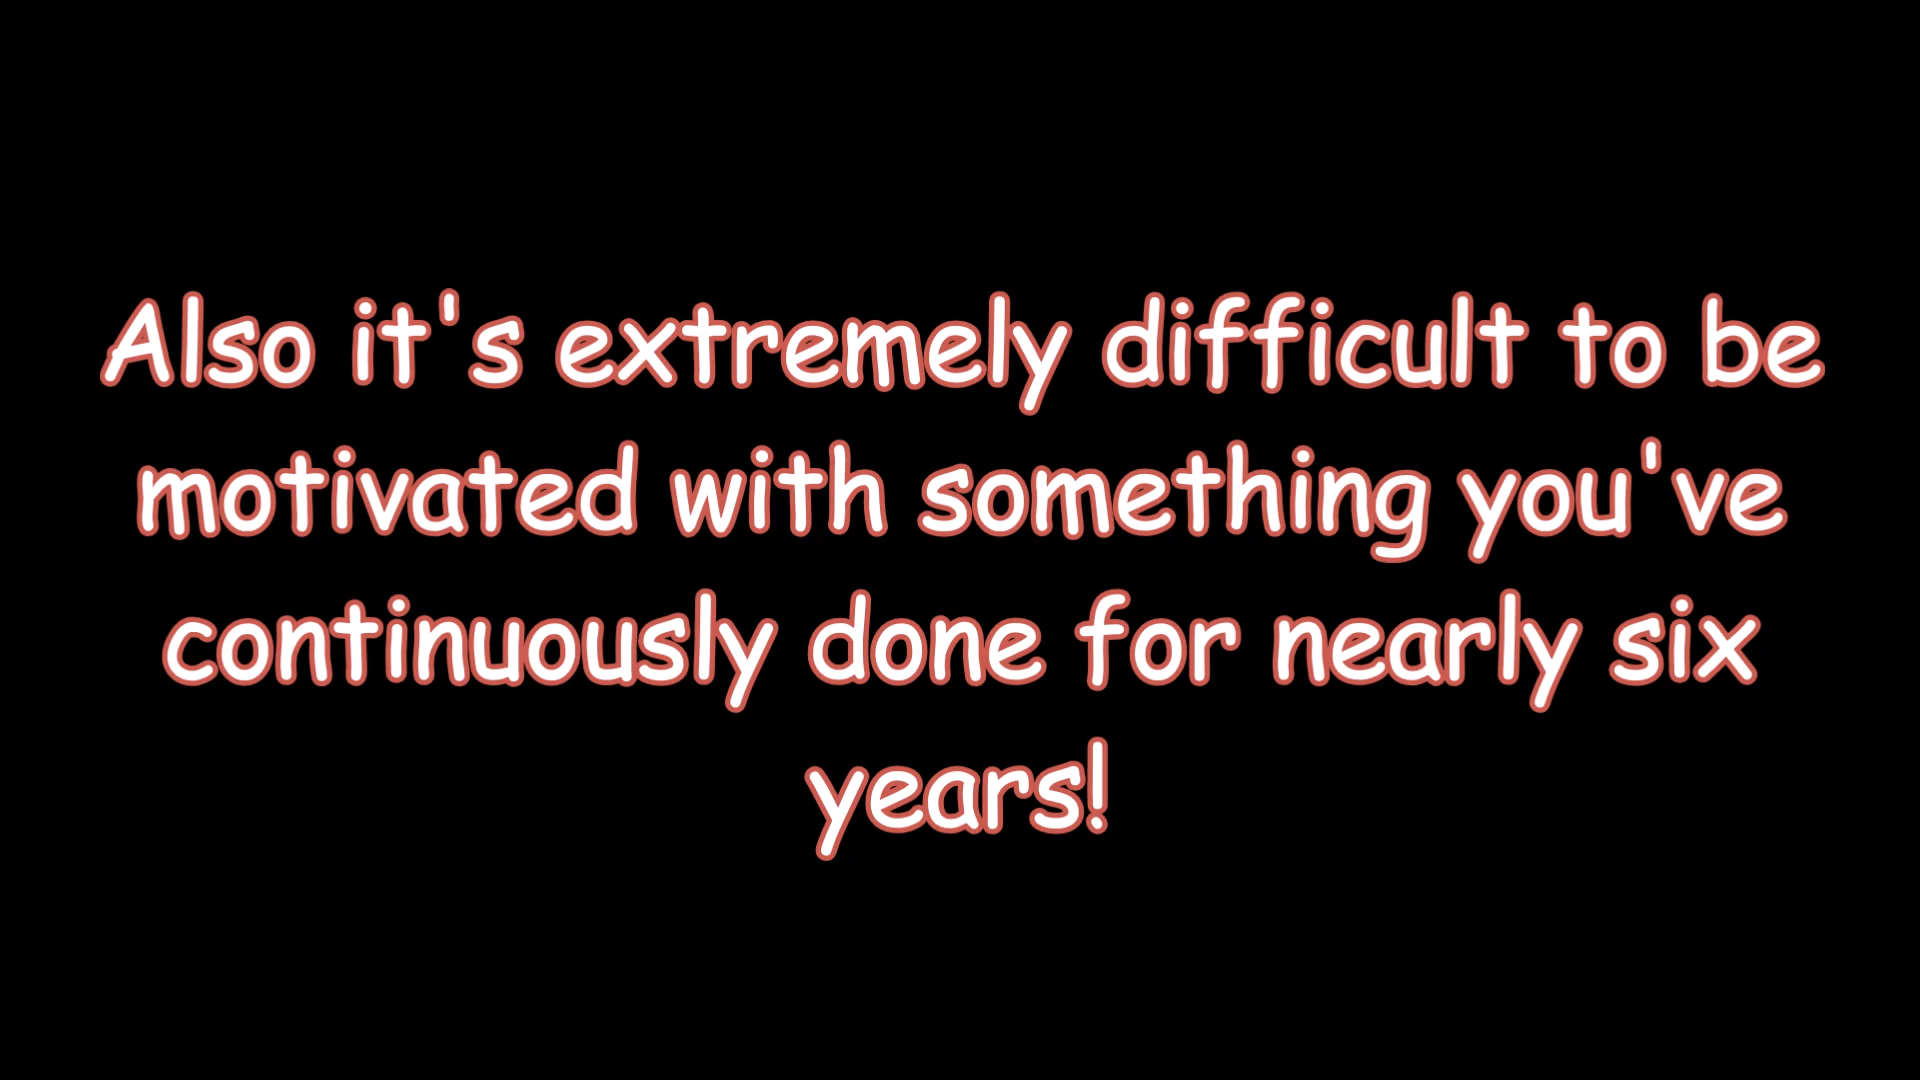 Also it's extremely difficult to be
motivated with something you've
continuously done for nearly six
years!